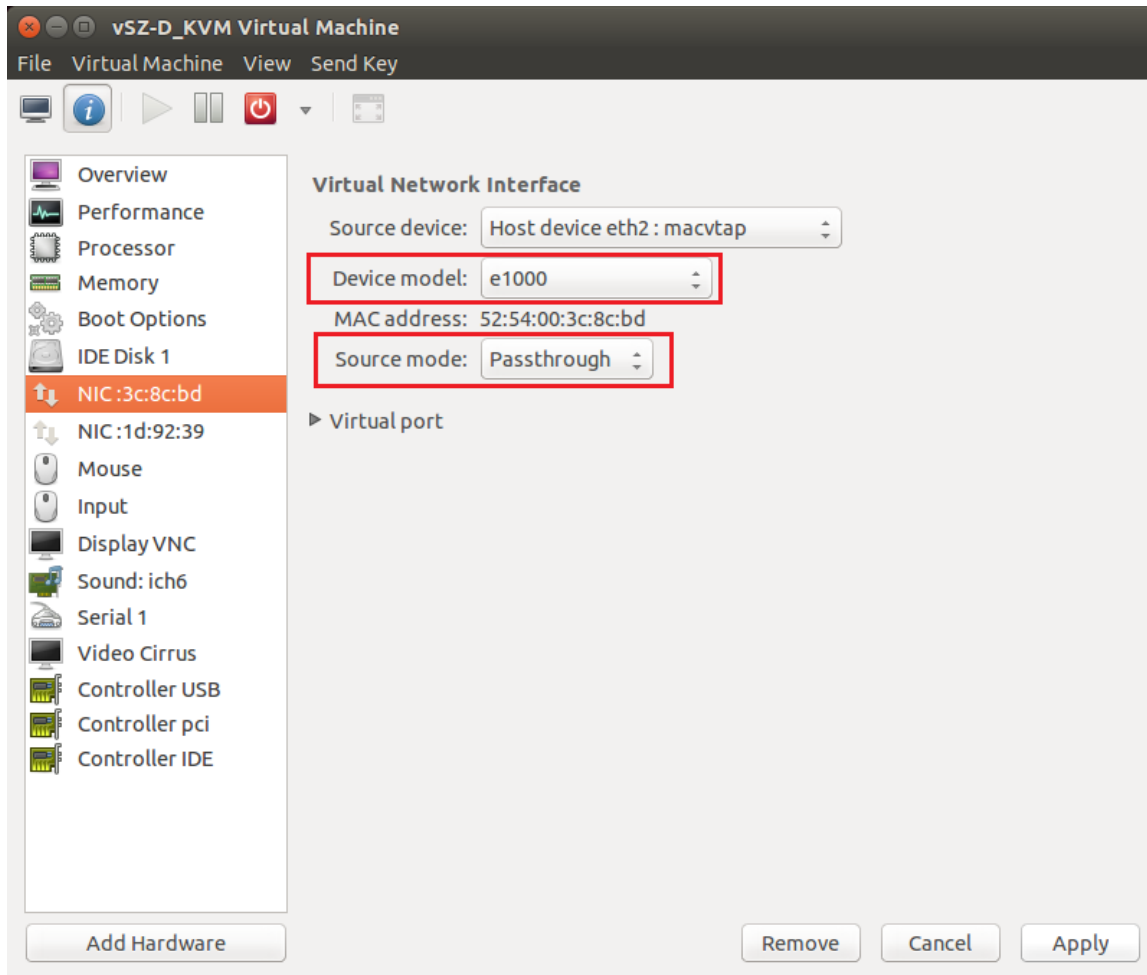 vSZ-D_KVM Virtual Machine
File Virtual Machine View Send Key
Overview
Performance
Processor
Memory
Boot Options
IDE Disk 1
NIC :3c:8c:bd
NIC :1d:92:39
Mouse
Input
Display VNC
Sound: ich6
Serial 1
Video Cirrus
Controller USB
Controller pci
Controller IDE
Add Hardware
Virtual Network Interface
Source device: Host device eth2 : macvtap
Device model: e1000
MAC address: 52:54:00:3c:8c:bd
Source mode: Passthrough
Virtual port
Remove Cancel Apply